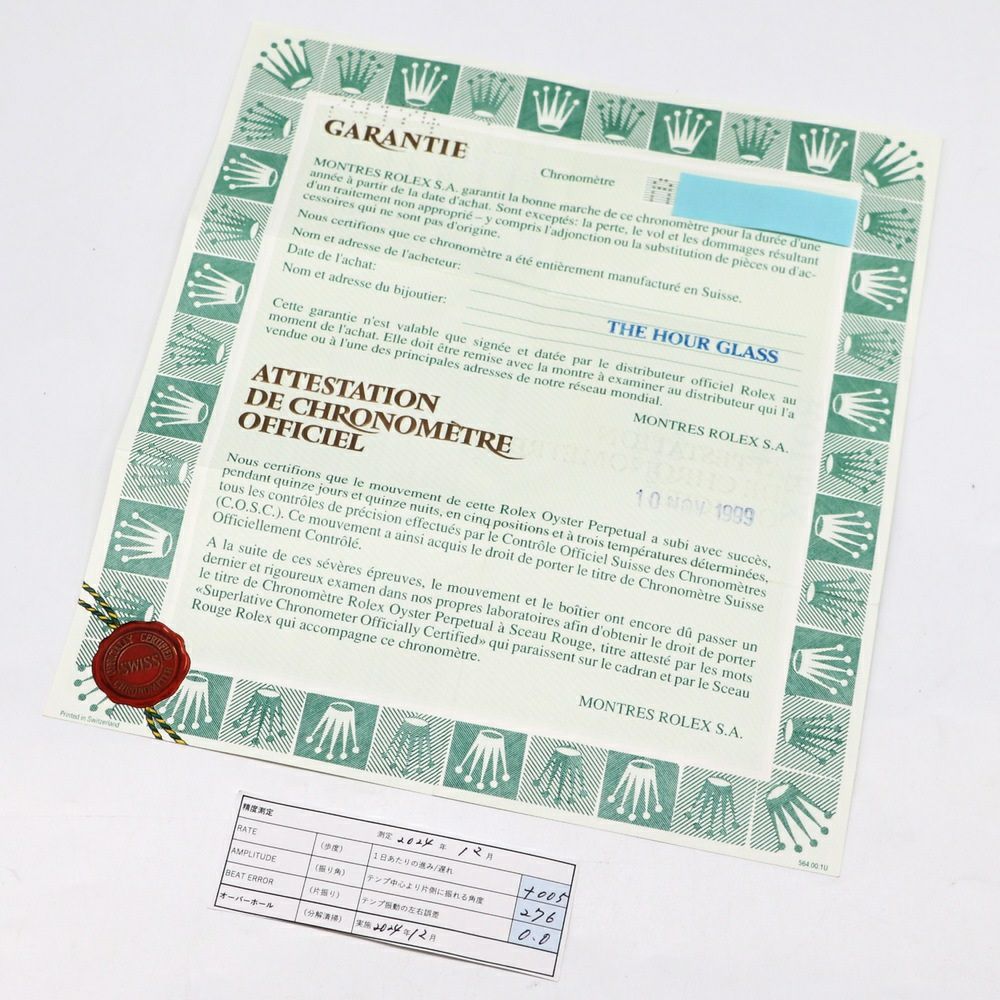 GARANTIE
Chronomètre
MONTRES ROLEX S.A. garantit la bonne marche de ce chronomètre pour la durée d'une
année à partir de la date d'achat. Sont exceptés: la perte, le vol et les dommages résultant
d'un traitement non approprié – y compris l'adjonction ou la substitution de pièces ou d'ac-
cessoires qui ne sont pas d'origine.
Nous certifions que ce chronomètre a été entièrement manufacturé en Suisse.
Nom et adresse de l'acheteur:
Date de l'achat:
Nom et adresse du bijoutier:
THE HOUR GLASS
Cette garantie n'est valable que signée et datée par le distributeur officiel Rolex au
moment de l'achat. Elle doit être remise avec la montre à examiner au distributeur qui l'a
vendue ou à l'une des principales adresses de notre réseau mondial.
MONTRES ROLEX S.A.
ATTESTATION
DE CHRONOMÈTRE
OFFICIEL
10 NOV 1999
Nous certifions que le mouvement de cette Rolex Oyster Perpetual a subi avec succès,
pendant quinze jours et quinze nuits, en cinq positions et à trois températures déterminées,
tous les contrôles de précision effectués par le Contrôle Officiel Suisse des Chronomètres
(C.O.S.C.). Ce mouvement a ainsi acquis le droit de porter le titre de Chronomètre Suisse
Officiellement Contrôlé.
A la suite de ces sévères épreuves, le mouvement et le boîtier ont encore dû passer un
dernier et rigoureux examen dans nos propres laboratoires afin d'obtenir le droit de porter
le titre de Chronomètre Rolex Oyster Perpetual à Sceau Rouge, titre attesté par les mots
«Superlative Chronometer Officially Certified» qui paraissent sur le cadran et par le Sceau
Rouge Rolex qui accompagne ce chronomètre.
MONTRES ROLEX S.A.
OFFICIALLY CERTIFIED
SWISS
CHRONOMETER
Printed in Switzerland
564.00.1U
精度測定 測定 2024 年 12 月
RATE (歩度) 1日あたりの進み/遅れ +005
AMPLITUDE (振り角) テンプ中心より片側に振れる角度 276
BEAT ERROR (片振り) テンプ振動の左右誤差 0.0
オーバーホール (分解清掃) 実施 2024 年 12 月